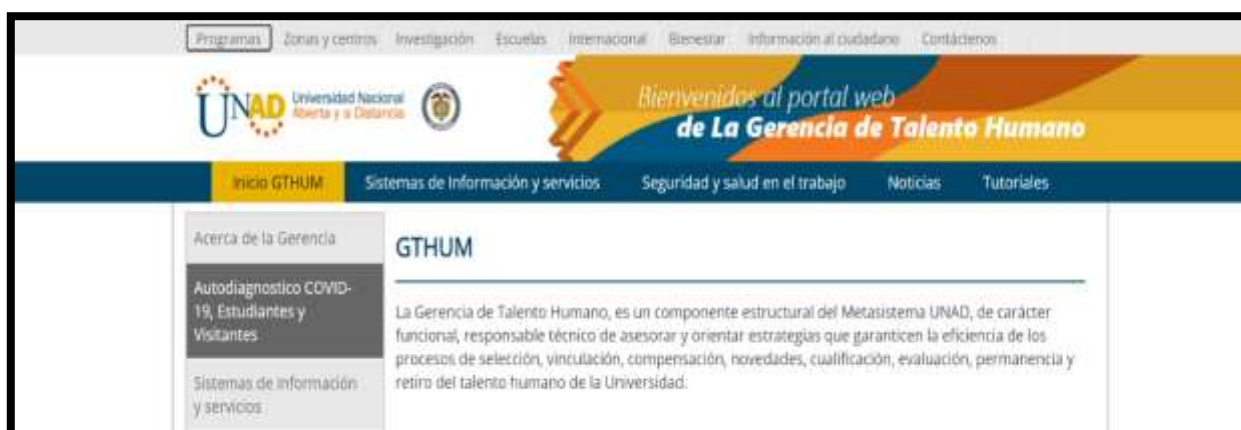 Programas Zonas y centros Investigación Escuelas Internacional Bienestar Información al ciudadano Contáctenos
UNAD Universidad Nacional
Abierta y a Distancia
Bienvenidos al portal web
de La Gerencia de Talento Humano
Inicio GTHUM Sistemas de Información y servicios Seguridad y salud en el trabajo Noticias Tutoriales
Acerca de la Gerencia
Autodiagnostico COVID-
19, Estudiantes y
Visitantes
Sistemas de información
y servicios
GTHUM
La Gerencia de Talento Humano, es un componente estructural del Metasistema UNAD, de carácter
funcional, responsable técnico de asesorar y orientar estrategias que garanticen la eficiencia de los
procesos de selección, vinculación, compensación, novedades, cualificación, evaluación, permanencia y
retiro del talento humano de la Universidad.